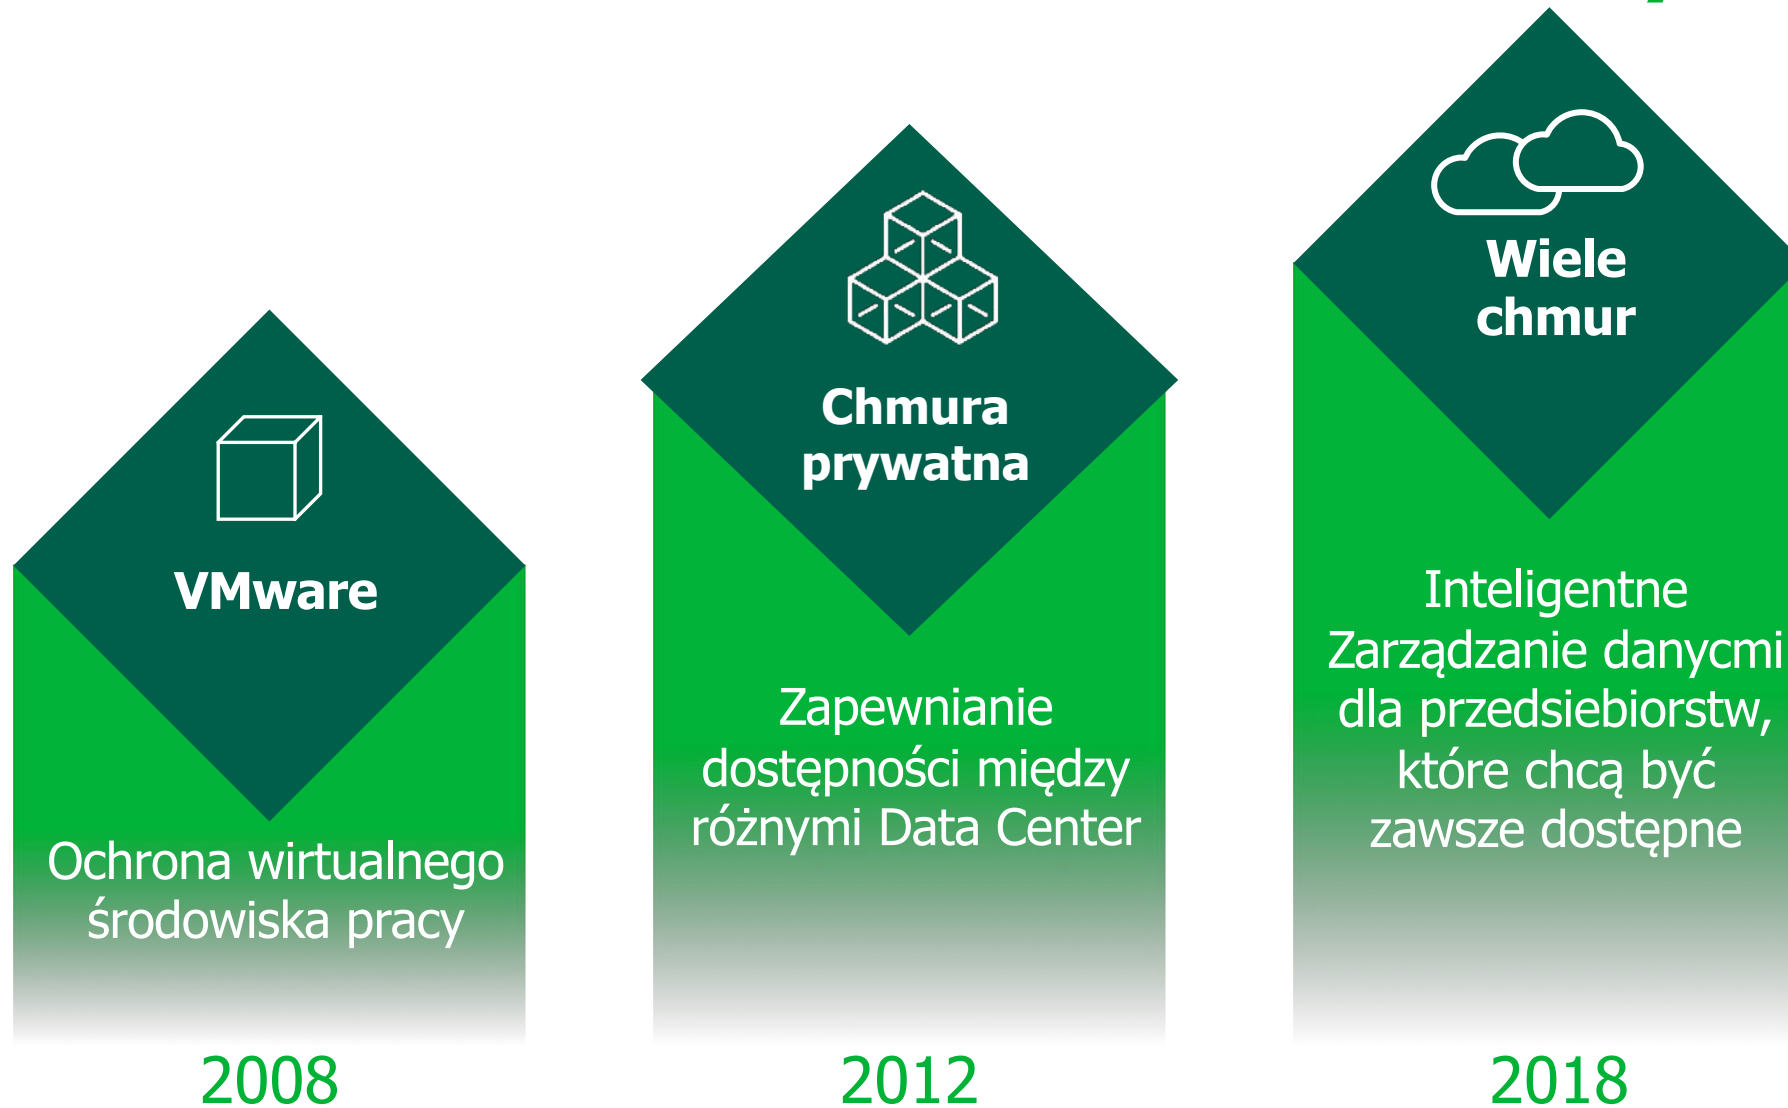 VMware
Ochrona wirtualnego
środowiska pracy
2008
Chmura
prywatna
Zapewnianie
dostępności między
różnymi Data Center
2012
Wiele
chmur
Inteligentne
Zarządzanie danycmi
dla przedsiebiorstw,
które chcą być
zawsze dostępne
2018